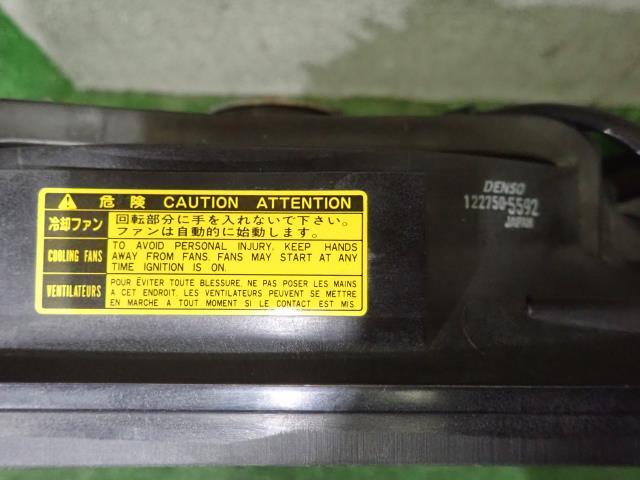 危険 CAUTION ATTENTION
冷却ファン
回転部分に手を入れないで下さい。
ファンは自動的に始動します。
COOLING FANS
TO AVOID PERSONAL INJURY, KEEP HANDS
AWAY FROM FANS. FANS MAY START AT ANY
TIME IGNITION IS ON.
VENTILATEURS
POUR ÉVITER TOUTE BLESSURE, NE PAS POSER LES MAINS
A CET ENDROIT. LES VENTILATEURS PEUVENT SE METTRE
EN MARCHE A TOUT MOMENT SI LE CONTACT EST MIS.
DENSO
122750-5592
JAPAN